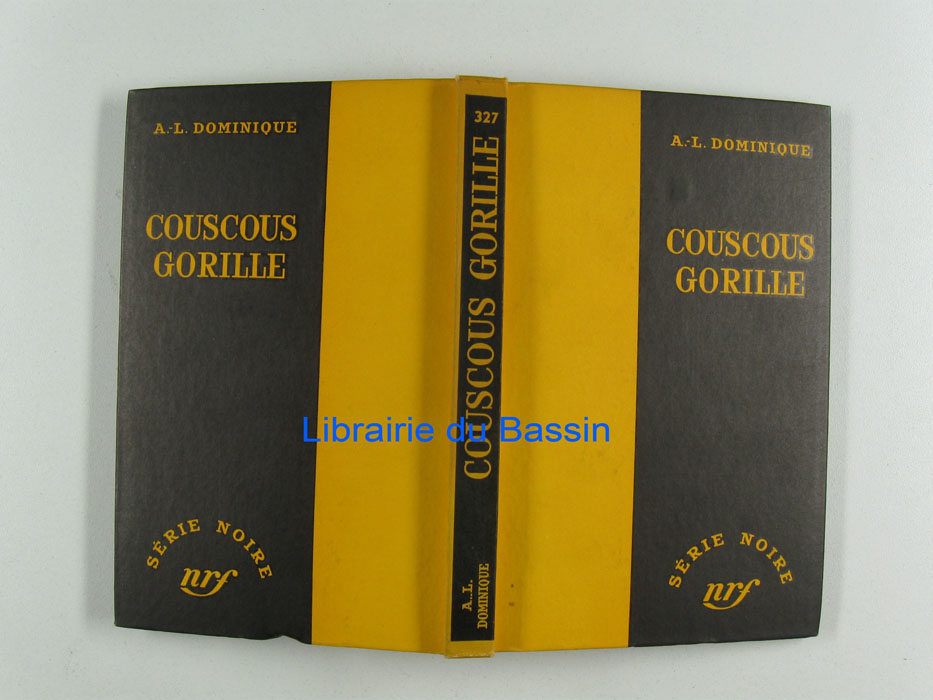 A.-L. DOMINIQUE
COUSCOUS
GORILLE
SÉRIE NOIRE
nrf
327
COUSCOUS GORILLE
A..L.
DOMINIQUE
A.-L. DOMINIQUE
COUSCOUS
GORILLE
SÉRIE NOIRE
nrf
Librairie du Bassin